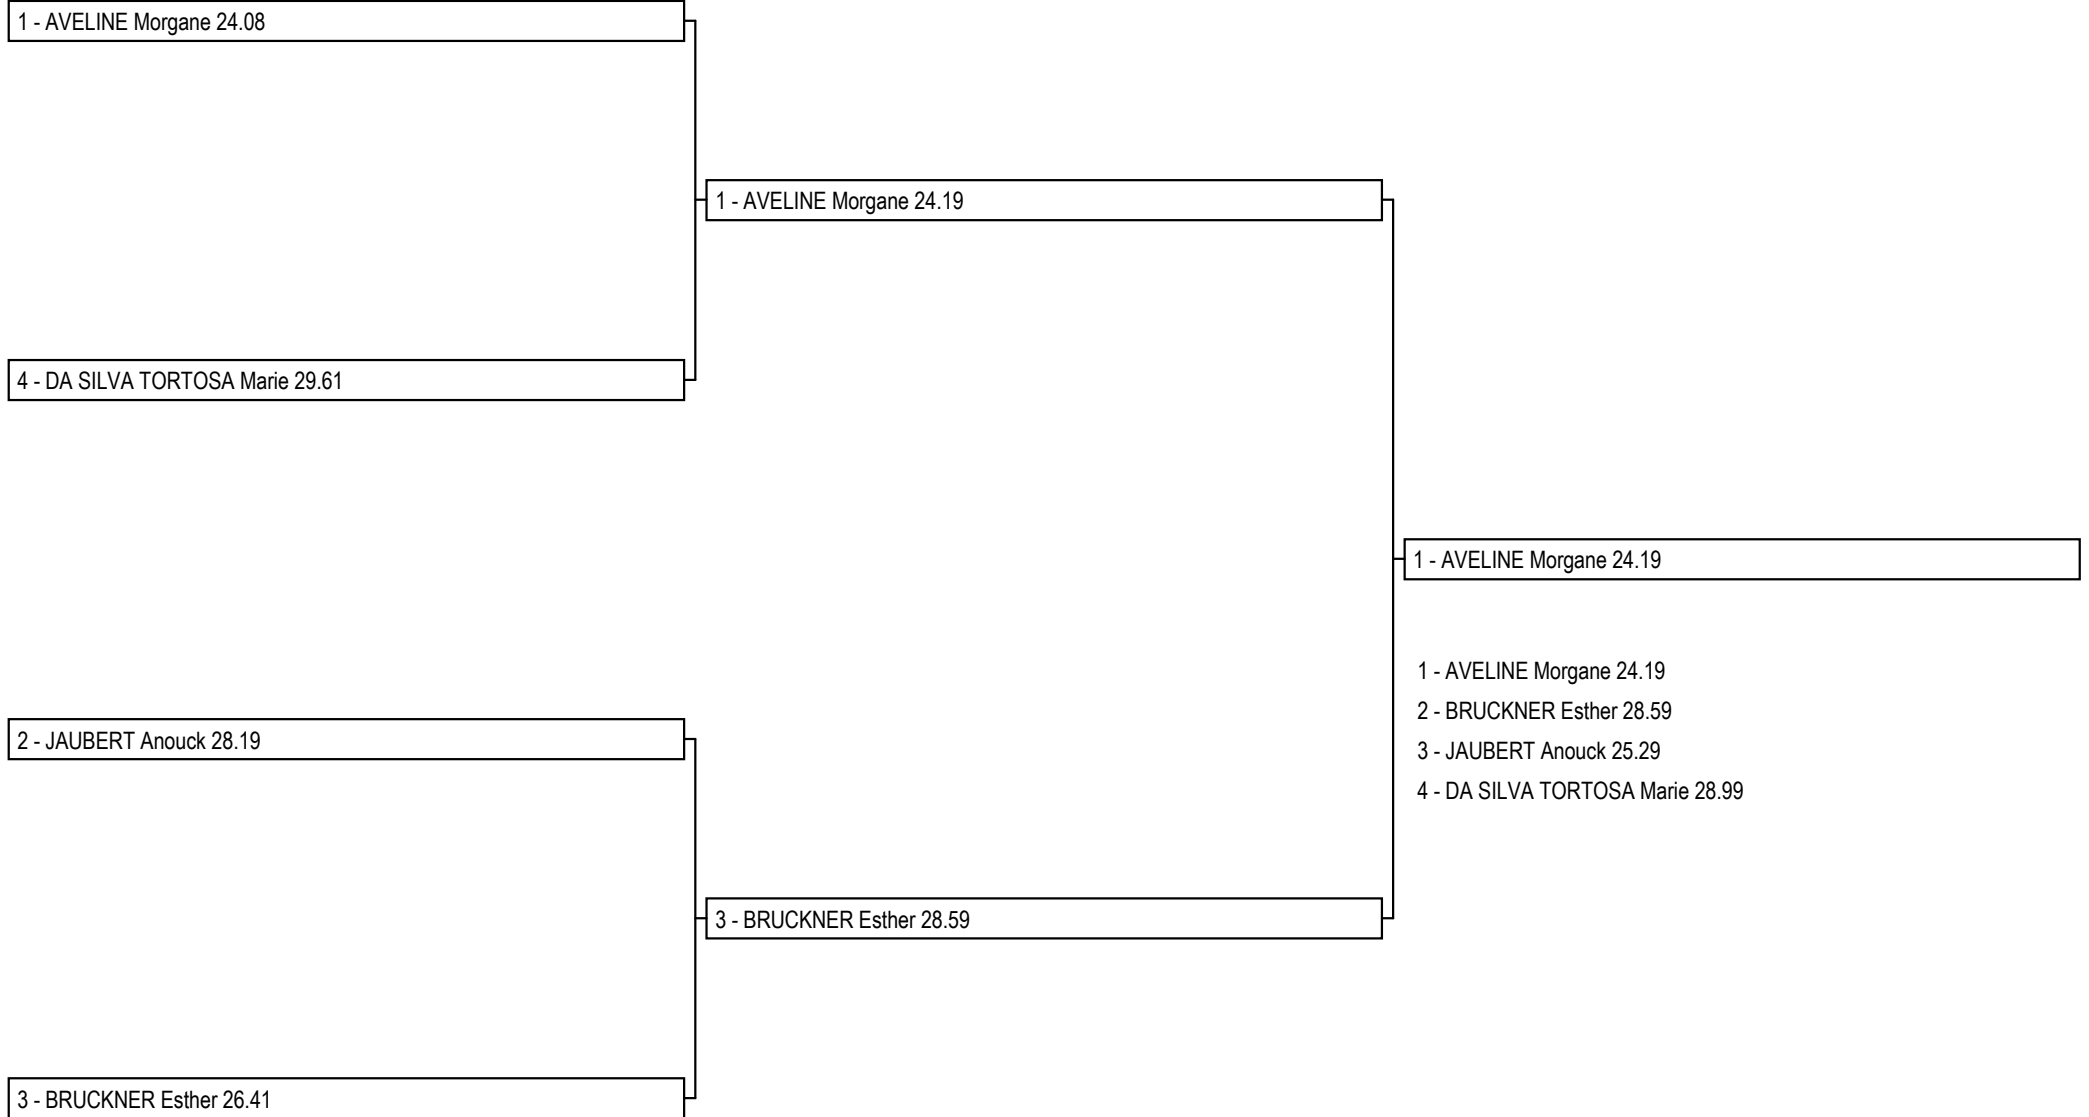 1 - AVELINE Morgane 24.08
1 - AVELINE Morgane 24.19
4 - DA SILVA TORTOSA Marie 29.61
1 - AVELINE Morgane 24.19
1 - AVELINE Morgane 24.19
2 - BRUCKNER Esther 28.59
3 - JAUBERT Anouck 25.29
4 - DA SILVA TORTOSA Marie 28.99
2 - JAUBERT Anouck 28.19
3 - BRUCKNER Esther 28.59
3 - BRUCKNER Esther 26.41